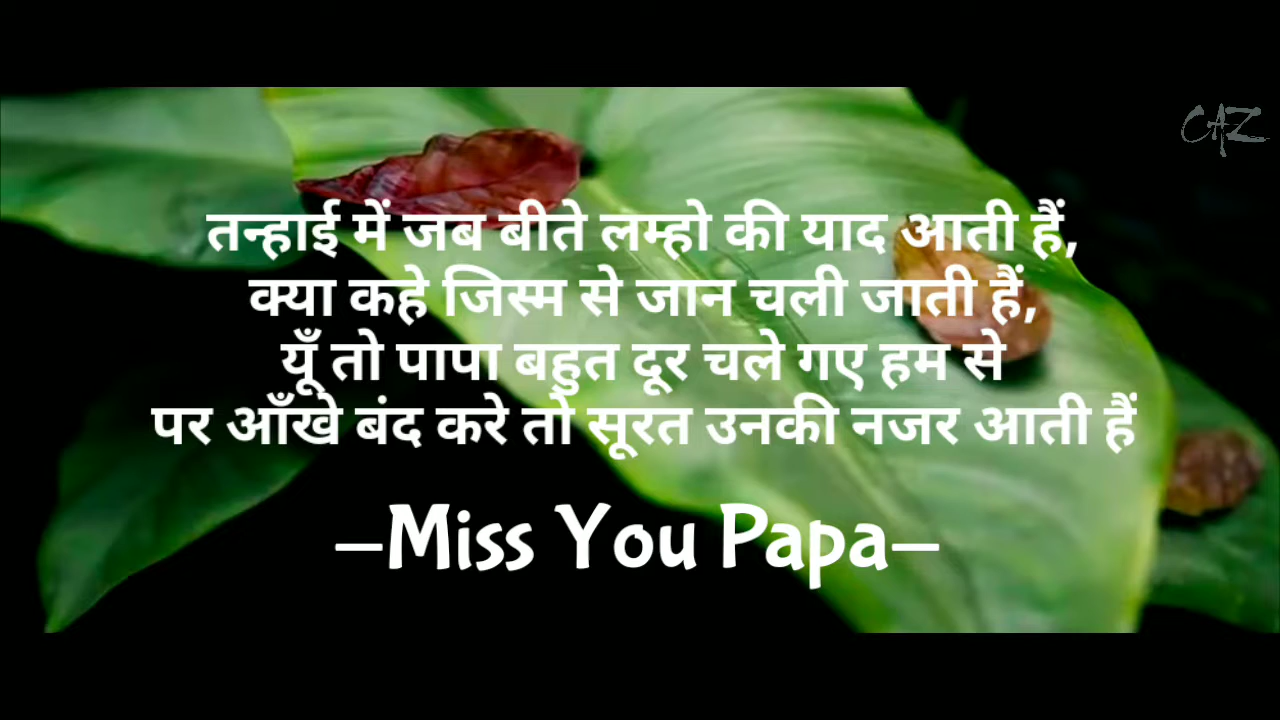 CAZ
तन्हाई में जब बीते लम्हो की याद आती हैं,
क्या कहे जिस्म से जान चली जाती हैं,
यूँ तो पापा बहुत दूर चले गए हम से
पर आँखे बंद करे तो सूरत उनकी नजर आती हैं
–Miss You Papa–